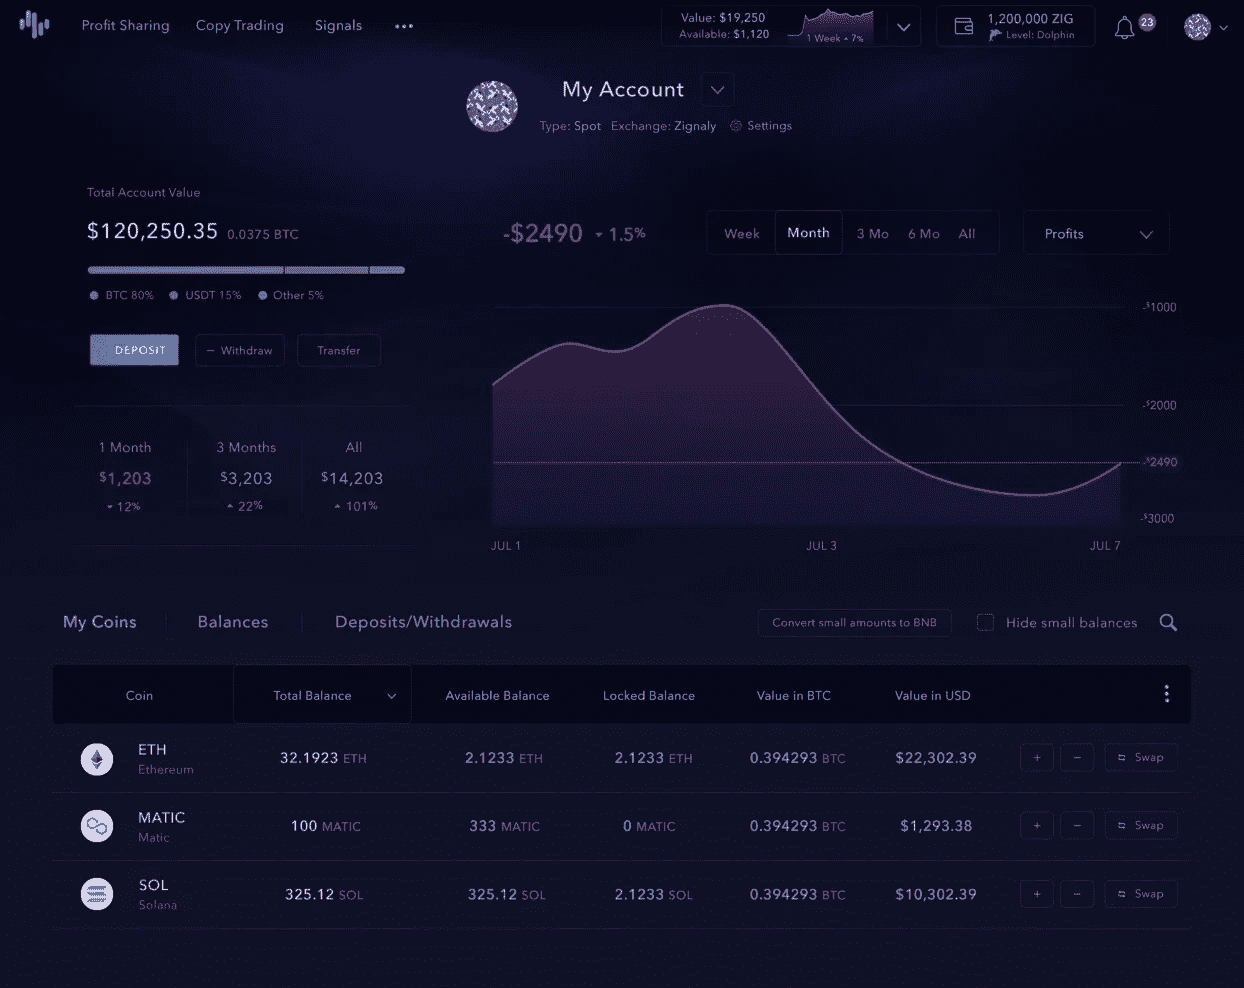 Profit Sharing Copy Trading Signals
Value: $19,250
Available: $1,120
1 Week 7%
1,200,000 ZIG
Level: Dolphin
23
My Account
Type: Spot Exchange: Zignaly Settings
Total Account Value
$120,250.35 0.0375 BTC
BTC 80% USDT 15% Other 5%
DEPOSIT – Withdraw Transfer
1 Month 3 Months All
$1,203 $3,203 $14,203
12% 22% 101%
-$2490 1.5%
Week Month 3 Mo 6 Mo All Profits
-$1000
-$2000
-$2490
-$3000
JUL 1 JUL 3 JUL 7
My Coins Balances Deposits/Withdrawals Convert small amounts to BNB Hide small balances
Coin Total Balance Available Balance Locked Balance Value in BTC Value in USD
ETH
Ethereum
32.1923 ETH 2.1233 ETH 2.1233 ETH 0.394293 BTC $22,302.39 + – Swap
MATIC
Matic
100 MATIC 333 MATIC 0 MATIC 0.394293 BTC $1,293.38 + – Swap
SOL
Solana
325.12 SOL 325.12 SOL 2.1233 SOL 0.394293 BTC $10,302.39 + – Swap